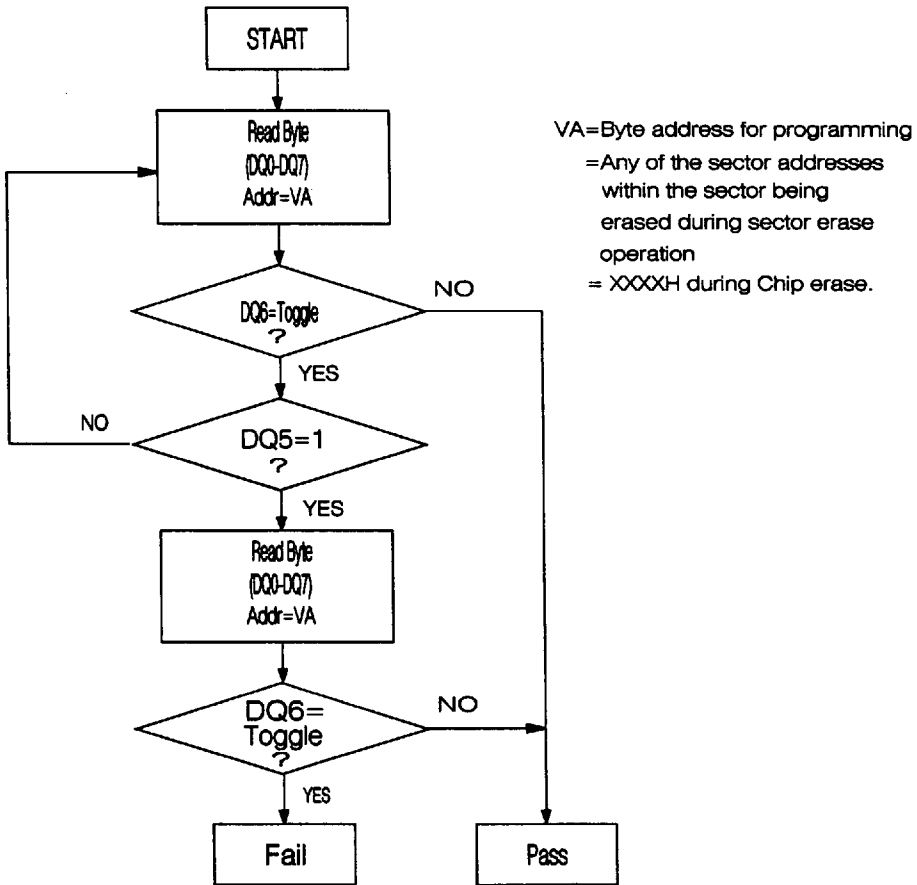 START
Read Byte
(DQ0-DQ7)
Addr=VA
VA=Byte address for programming
=Any of the sector addresses
within the sector being
erased during sector erase
operation
= XXXXH during Chip erase.
DQ6=Toggle
?
NO
YES
DQ5=1
?
NO
YES
Read Byte
(DQ0-DQ7)
Addr=VA
DQ6=
Toggle
?
NO
YES
Fail
Pass